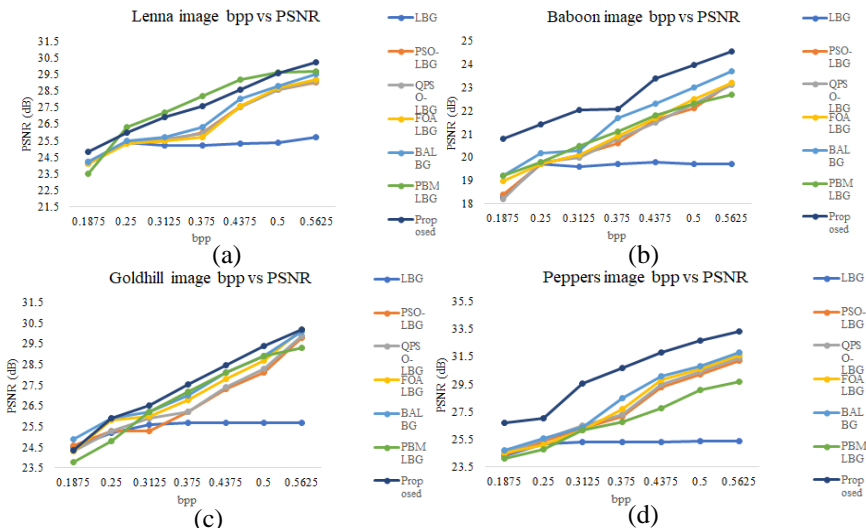 Lenna image bpp vs PSNR
PSNR (dB)
31.5
30.5
29.5
28.5
27.5
26.5
25.5
24.5
23.5
22.5
21.5
0.1875 0.25 0.3125 0.375 0.4375 0.5 0.5625
bpp
LBG
PSO-
LBG
QPS
O-
LBG
FOA
LBG
BAL
BG
PBM
LBG
Prop
osed
(a)
Baboon image bpp vs PSNR
PSNR (dB)
25
24
23
22
21
20
19
18
0.1875 0.25 0.3125 0.375 0.4375 0.5 0.5625
bpp
LBG
PSO-
LBG
QPS
O-
LBG
FOA
LBG
BAL
BG
PBM
LBG
Prop
osed
(b)
Goldhill image bpp vs PSNR
PSNR (dB)
31.5
30.5
29.5
28.5
27.5
26.5
25.5
24.5
23.5
0.1875 0.25 0.3125 0.375 0.4375 0.5 0.5625
bpp
LBG
PSO-
LBG
QPS
O-
LBG
FOA
LBG
BAL
BG
PBM
LBG
Prop
osed
(c)
Peppers image bpp vs PSNR
PSNR (dB)
35.5
33.5
31.5
29.5
27.5
25.5
23.5
0.1875 0.25 0.3125 0.375 0.4375 0.5 0.5625
bpp
LBG
PSO-
LBG
QPS
O-
LBG
FOA
LBG
BAL
BG
PBM
LBG
Prop
osed
(d)